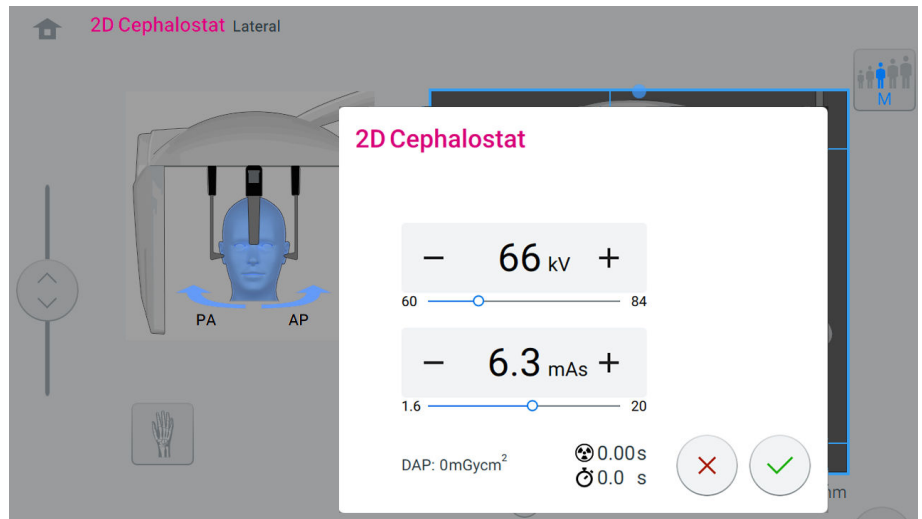 2D Cephalostat Lateral
M
2D Cephalostat
− 66 kV +
60 84
− 6.3 mAs +
1.6 20
PA AP
DAP: 0mGycm²
0.00s
0.0 s